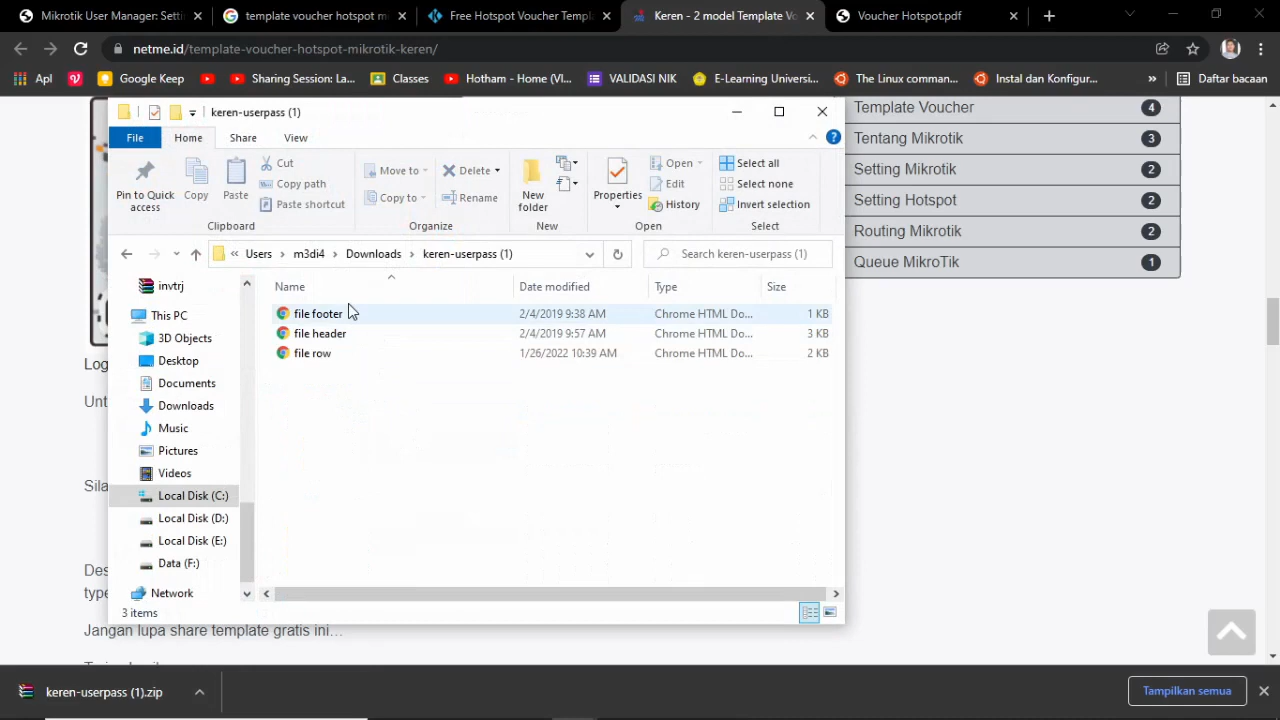 Mikrotik User Manager: Setti
template voucher hotspot mi
Free Hotspot Voucher Templ
Keren - 2 model Template Vo
Voucher Hotspot.pdf
netme.id/template-voucher-hotspot-mikrotik-keren/
Apl
Google Keep
Sharing Session: La...
Classes
Hotham - Home (VI...
VALIDASI NIK
E-Learning Universi...
The Linux comman...
Instal dan Konfigur...
»
Daftar bacaan
keren-userpass (1)
File
Home
Share
View
Pin to Quick access
Copy
Paste
Cut
Copy path
Paste shortcut
Clipboard
Move to
Copy to
Delete
Rename
Organize
New folder
New
Properties
Open
Edit
History
Open
Select all
Select none
Invert selection
Select
« Users > m3di4 > Downloads > keren-userpass (1)
Search keren-userpass (1)
Name
Date modified
Type
Size
file footer
2/4/2019 9:38 AM
Chrome HTML Do...
1 KB
file header
2/4/2019 9:57 AM
Chrome HTML Do...
3 KB
file row
1/26/2022 10:39 AM
Chrome HTML Do...
2 KB
invtrj
This PC
3D Objects
Desktop
Documents
Downloads
Music
Pictures
Videos
Local Disk (C:)
Local Disk (D:)
Local Disk (E:)
Data (F:)
Network
3 items
Template Voucher 4
Tentang Mikrotik 3
Setting Mikrotik 2
Setting Hotspot 2
Routing Mikrotik 2
Queue MikroTik 1
Log
Unt
Sila
Des
type
Jangan lupa share template gratis ini...
keren-userpass (1).zip
Tampilkan semua